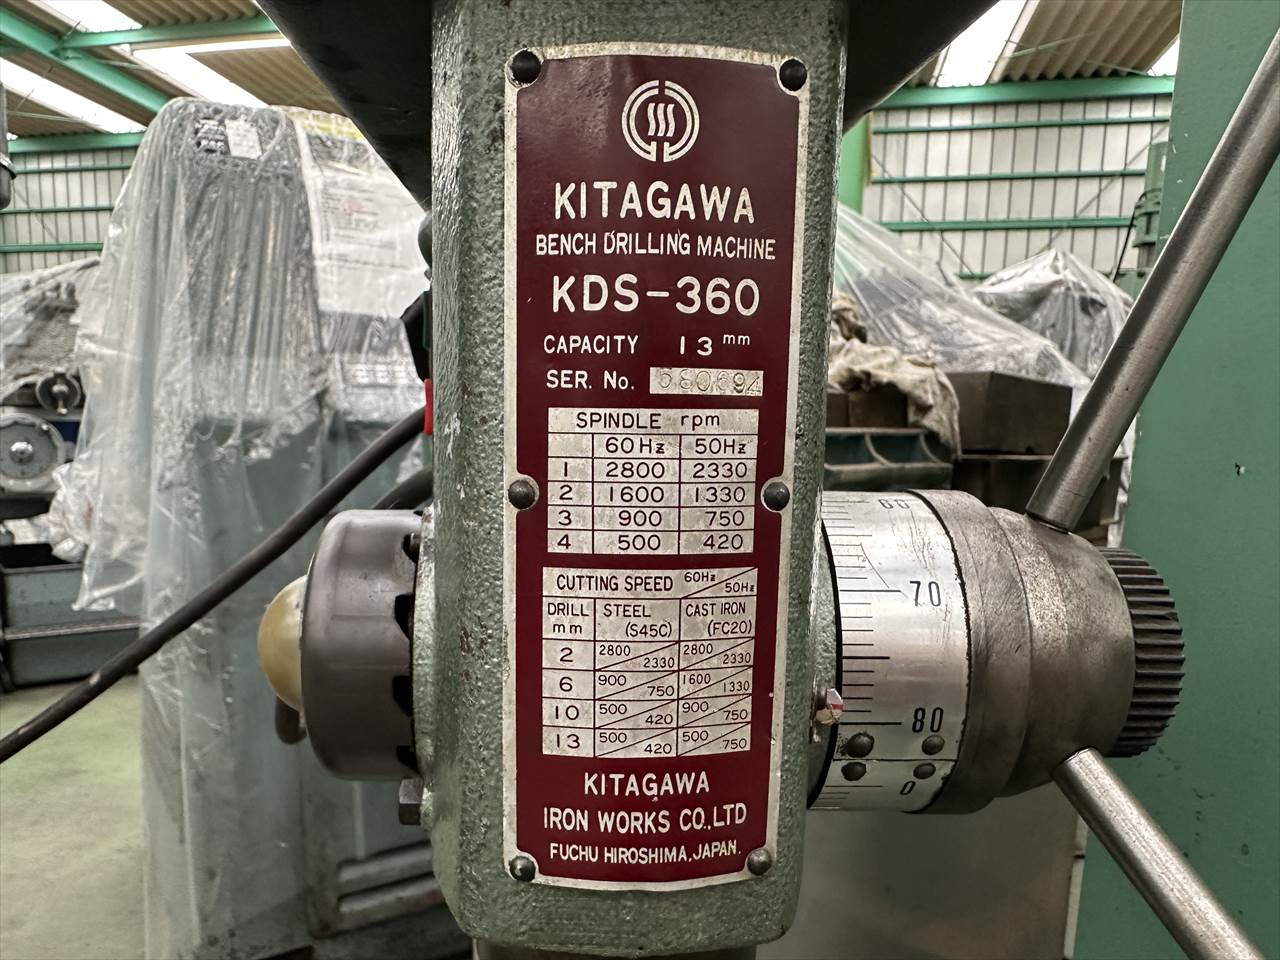 KITAGAWA
BENCH DRILLING MACHINE
KDS-360
CAPACITY 13 mm
SER. No. 580694
SPINDLE rpm
60Hz 50Hz
1 2800 2330
2 1600 1330
3 900 750
4 500 420
CUTTING SPEED 60Hz 50Hz
DRILL mm STEEL (S45C) CAST IRON (FC20)
2 2800 2330 2800 2330
6 900 750 1600 1330
10 500 420 900 750
13 500 420 500 750
KITAGAWA
IRON WORKS CO.,LTD
FUCHU HIROSHIMA, JAPAN.
60
70
80
0